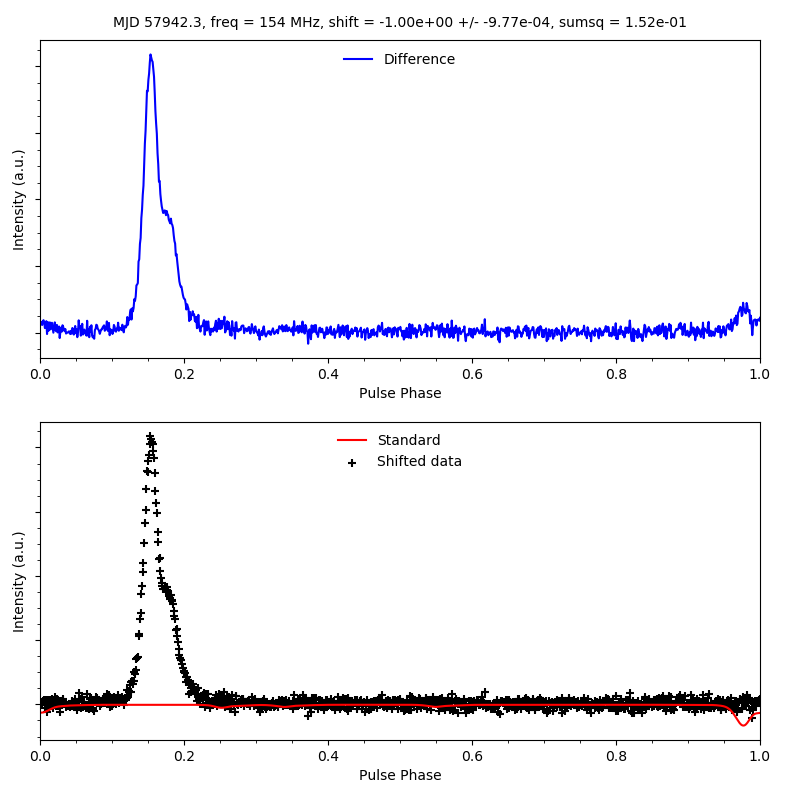 MJD 57942.3, freq = 154 MHz, shift = -1.00e+00 +/- -9.77e-04, sumsq = 1.52e-01
Difference
Intensity (a.u.)
0.0 0.2 0.4 0.6 0.8 1.0
Pulse Phase
Standard
Shifted data
Intensity (a.u.)
0.0 0.2 0.4 0.6 0.8 1.0
Pulse Phase